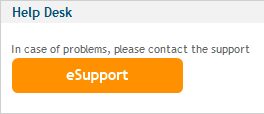 Help Desk
In case of problems, please contact the support
eSupport